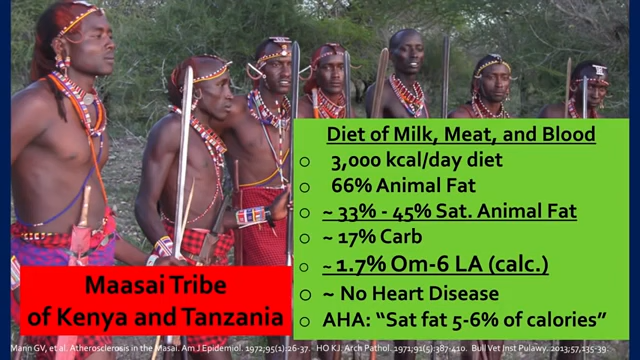 Diet of Milk, Meat, and Blood
○ 3,000 kcal/day diet
○ 66% Animal Fat
○ ~ 33% - 45% Sat. Animal Fat
○ ~ 17% Carb
○ ~ 1.7% Om-6 LA (calc.)
○ ~ No Heart Disease
○ AHA: “Sat fat 5-6% of calories”
Maasai Tribe
of Kenya and Tanzania
Mann GV, et al. Atherosclerosis in the Masai. Am J Epidemiol. 1972;95(1):26-37. HO KJ. Arch Pathol. 1971;91(5):387-410. Bull Vet Inst Pulawy. 2013;57,135-39.